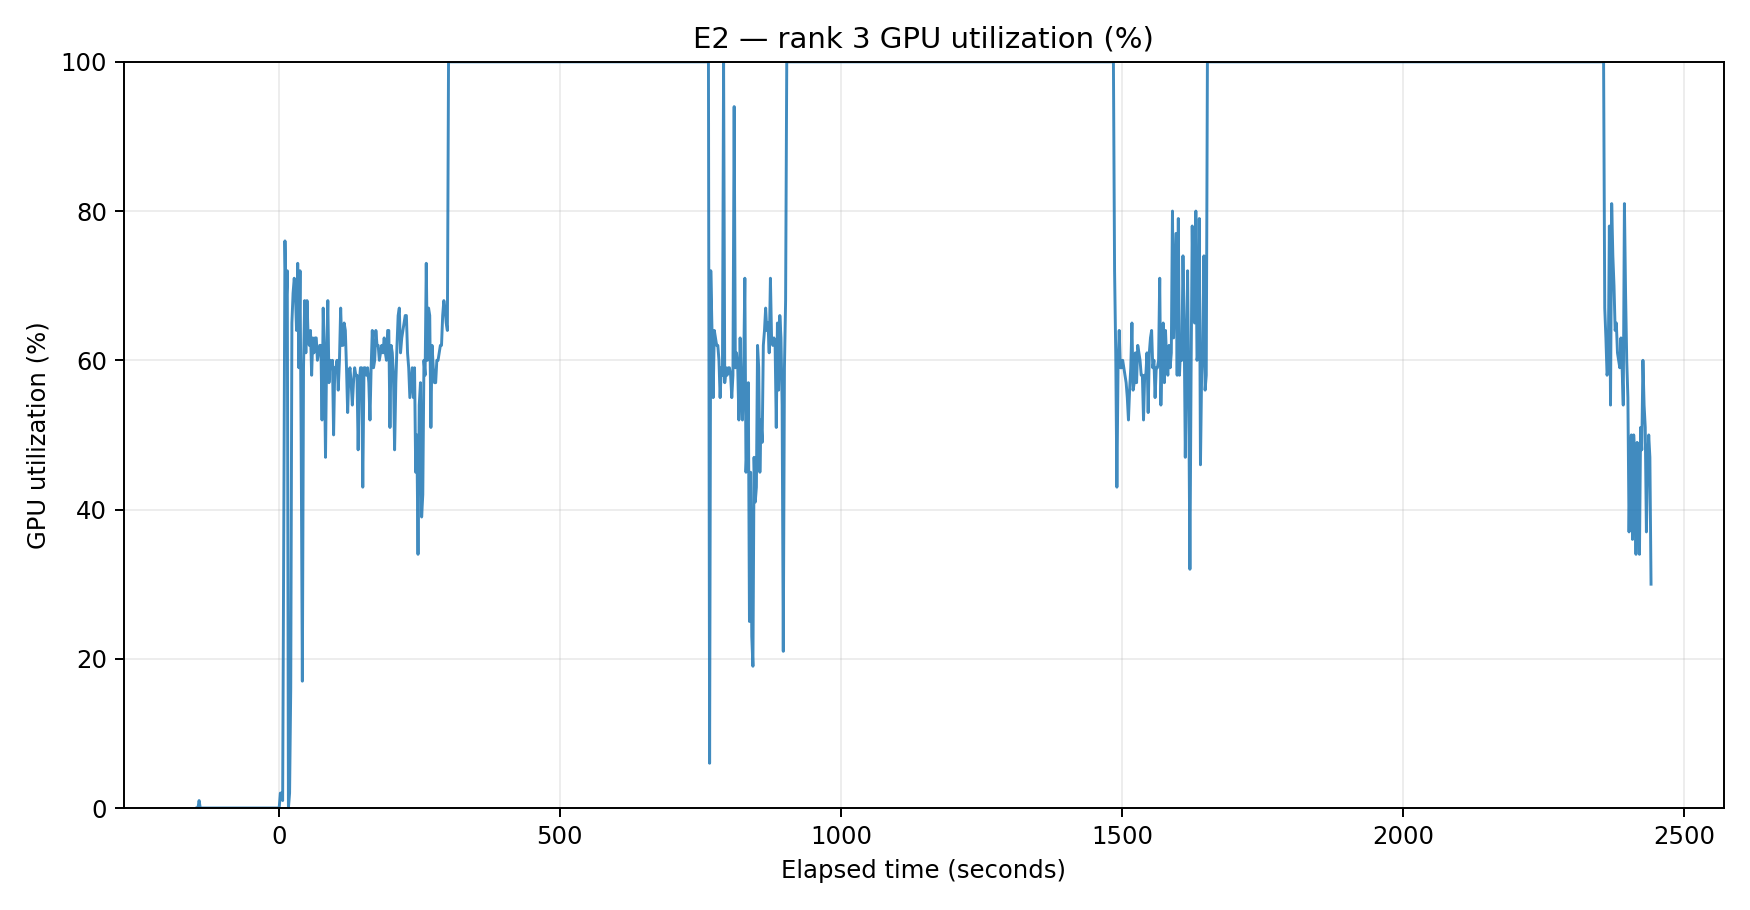 E2 — rank 3 GPU utilization (%)
GPU utilization (%)
100
80
60
40
20
0
0 500 1000 1500 2000 2500
Elapsed time (seconds)